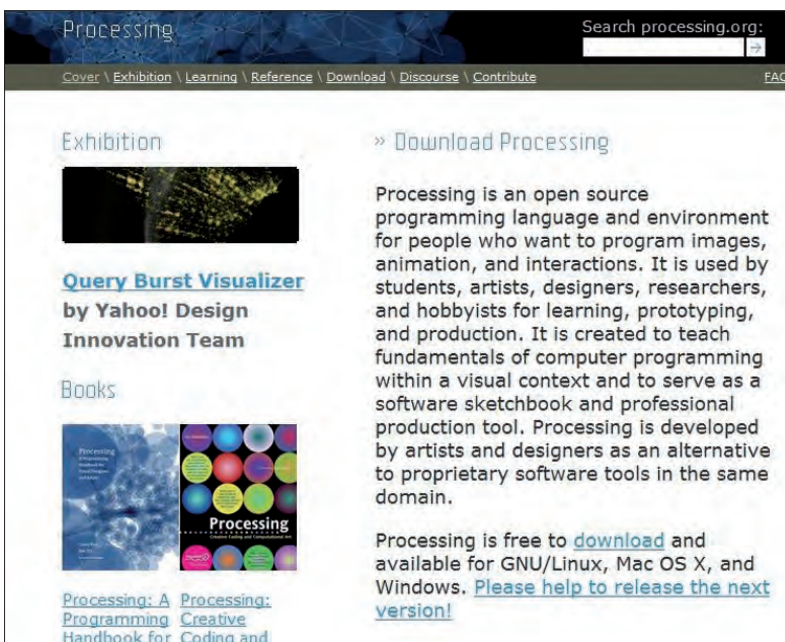 Processing
Search processing.org:
Cover \ Exhibition \ Learning \ Reference \ Download \ Discourse \ Contribute
FAQ
Exhibition
Query Burst Visualizer
by Yahoo! Design
Innovation Team
Books
Processing
Processing
Creative Coding and Computational Art
Processing: A
Programming
Handbook for
Processing:
Creative
Coding and
» Download Processing
Processing is an open source
programming language and environment
for people who want to program images,
animation, and interactions. It is used by
students, artists, designers, researchers,
and hobbyists for learning, prototyping,
and production. It is created to teach
fundamentals of computer programming
within a visual context and to serve as a
software sketchbook and professional
production tool. Processing is developed
by artists and designers as an alternative
to proprietary software tools in the same
domain.
Processing is free to download and
available for GNU/Linux, Mac OS X, and
Windows. Please help to release the next
version!